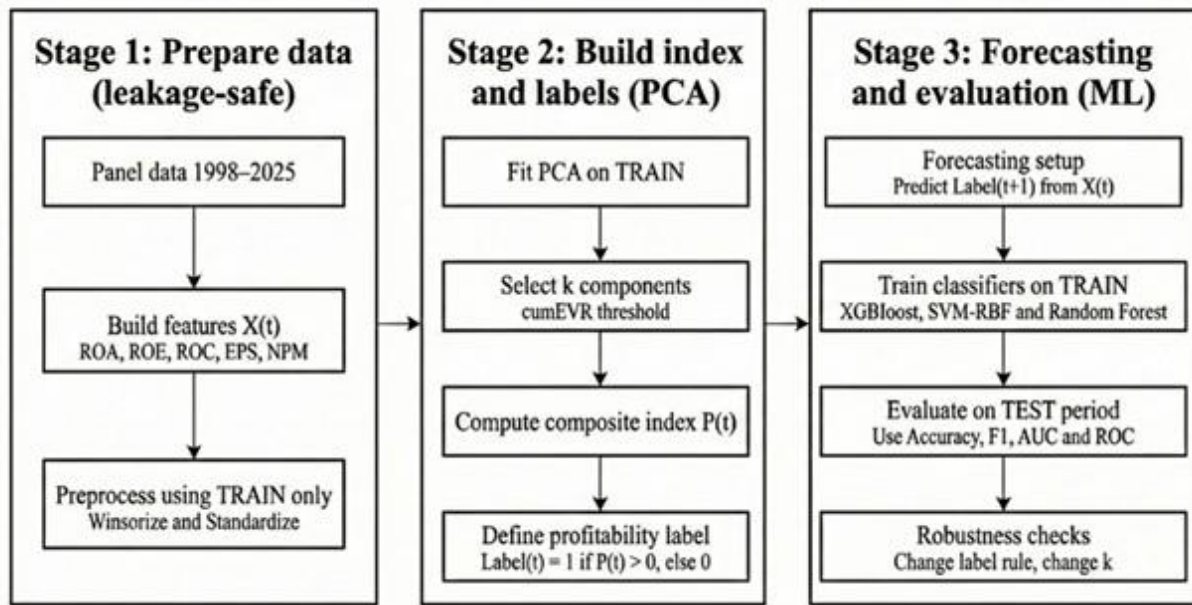 Stage 1: Prepare data
(leakage-safe)
Panel data 1998–2025
Build features X(t)
ROA, ROE, ROC, EPS, NPM
Preprocess using TRAIN only
Winsorize and Standardize
Stage 2: Build index
and labels (PCA)
Fit PCA on TRAIN
Select k components
cumEVR threshold
Compute composite index P(t)
Define profitability label
Label(t) = 1 if P(t) > 0, else 0
Stage 3: Forecasting
and evaluation (ML)
Forecasting setup
Predict Label(t+1) from X(t)
Train classifiers on TRAIN
XGBIoost, SVM-RBF and Random Forest
Evaluate on TEST period
Use Accuracy, F1, AUC and ROC
Robustness checks
Change label rule, change k